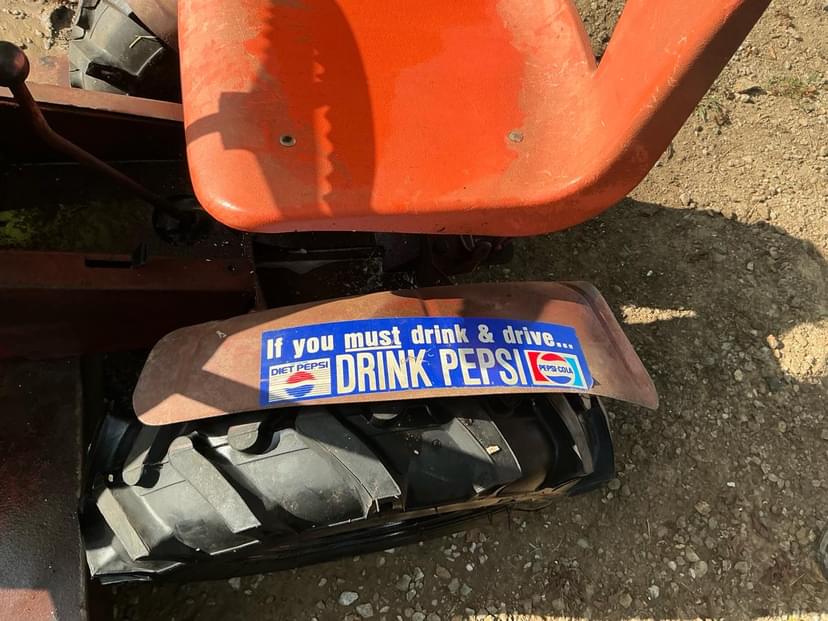 If you must drink & drive...
DIET PEPSI
DRINK PEPSI
PEPSI-COLA